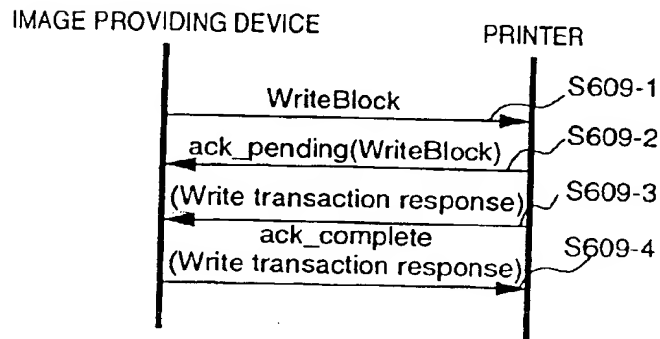 IMAGE PROVIDING DEVICE
PRINTER
WriteBlock
S609-1
ack_pending(WriteBlock)
S609-2
(Write transaction response)
S609-3
ack_complete
(Write transaction response)
S609-4